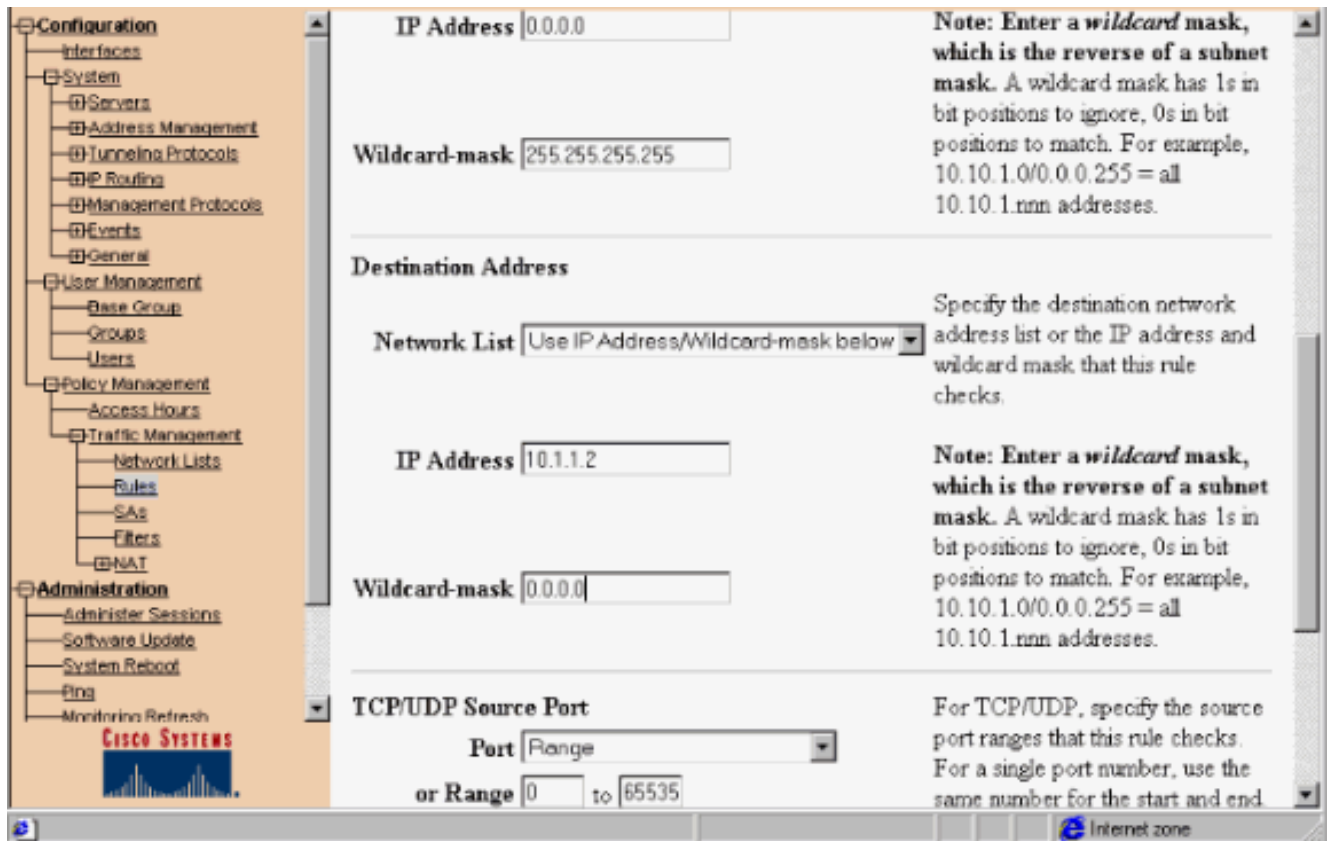 Configuration
Interfaces
System
Servers
Address Management
Tunneling Protocols
IP Routing
Management Protocols
Events
General
User Management
Base Group
Groups
Users
Policy Management
Access Hours
Traffic Management
Network Lists
Rules
SAs
Filters
NAT
Administration
Administer Sessions
Software Update
System Reboot
Ping
Monitoring Refresh
CISCO SYSTEMS
IP Address 0.0.0.0
Wildcard-mask 255.255.255.255
Note: Enter a wildcard mask,
which is the reverse of a subnet
mask. A wildcard mask has 1s in
bit positions to ignore, 0s in bit
positions to match. For example,
10.10.1.0/0.0.0.255 = all
10.10.1.nnn addresses.
Destination Address
Network List Use IP Address/Wildcard-mask below
Specify the destination network
address list or the IP address and
wildcard mask that this rule
checks.
IP Address 10.1.1.2
Wildcard-mask 0.0.0.0
Note: Enter a wildcard mask,
which is the reverse of a subnet
mask. A wildcard mask has 1s in
bit positions to ignore, 0s in bit
positions to match. For example,
10.10.1.0/0.0.0.255 = all
10.10.1.nnn addresses.
TCP/UDP Source Port
Port Range
or Range 0 to 65535
For TCP/UDP, specify the source
port ranges that this rule checks.
For a single port number, use the
same number for the start and end.
Internet zone